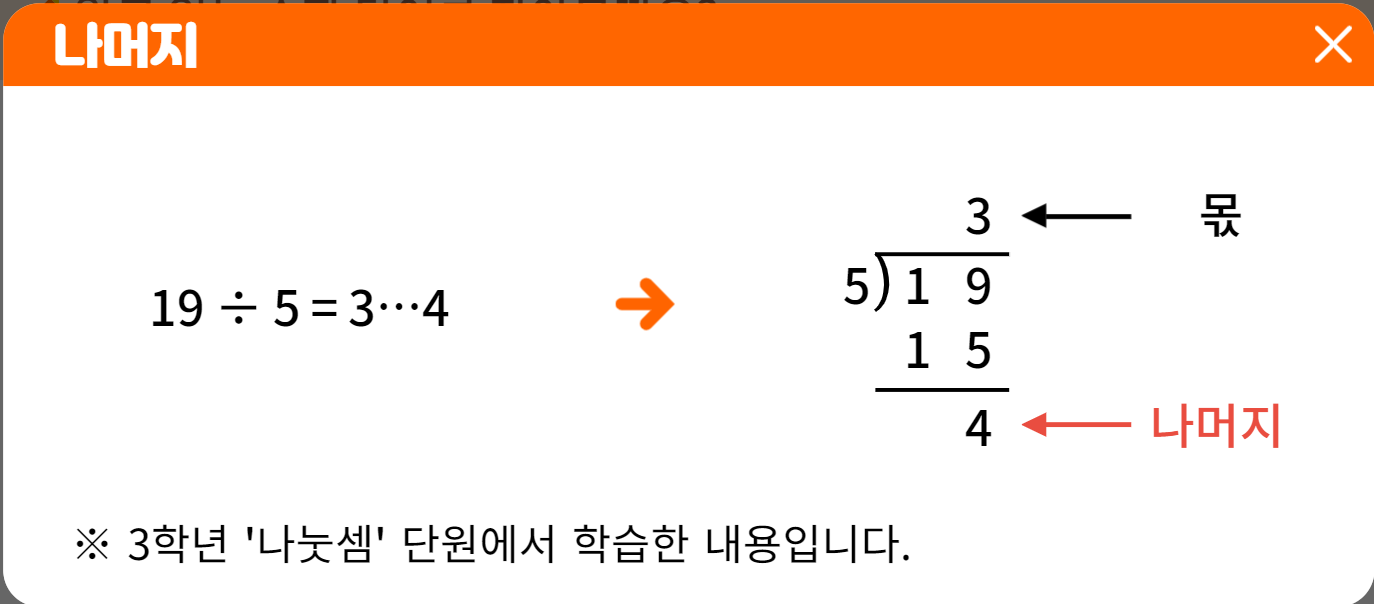 나머지
19 ÷ 5 = 3⋯4
3 ← 몫
5)1 9
1 5
4 ← 나머지
※ 3학년 '나눗셈' 단원에서 학습한 내용입니다.